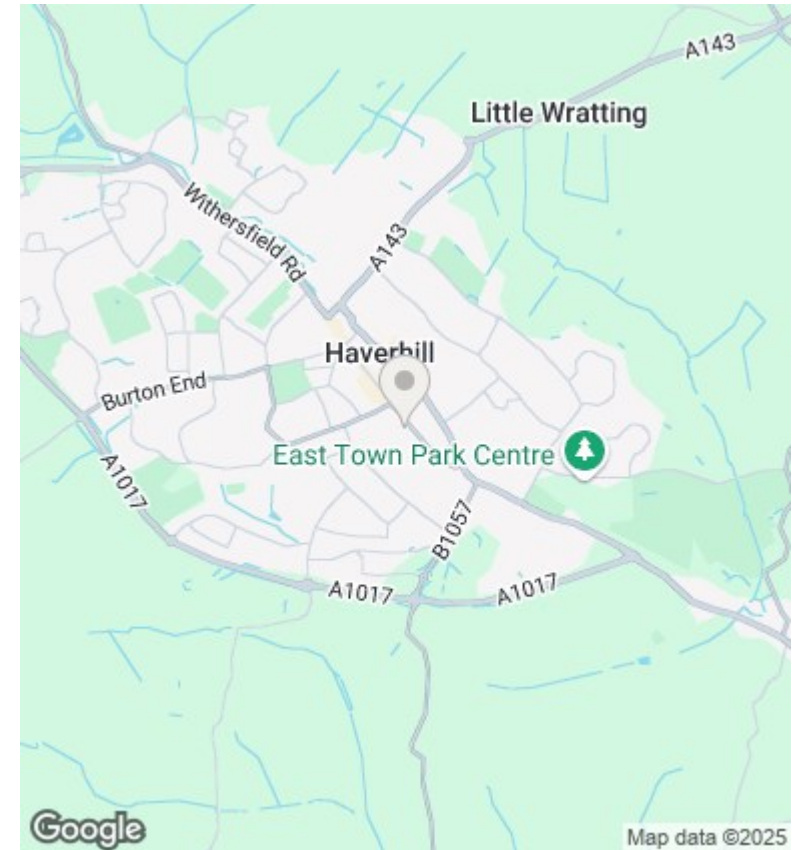 A143
Little Wratting
Withersfield Rd
A143
Haverhill
Burton End
East Town Park Centre
A1017
B1057
A1017
A1017
Google
Map data ©2025